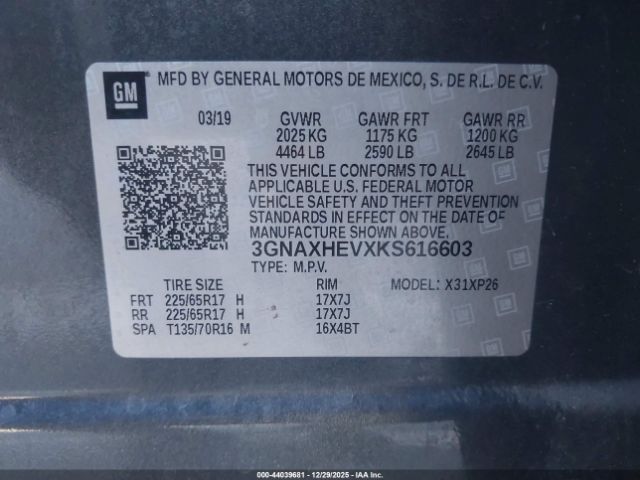 GM
MFD BY GENERAL MOTORS DE MEXICO, S. DE R.L. DE C.V.
03/19 GVWR GAWR FRT GAWR RR
2025 KG 1175 KG 1200 KG
4464 LB 2590 LB 2645 LB
THIS VEHICLE CONFORMS TO ALL
APPLICABLE U.S. FEDERAL MOTOR
VEHICLE SAFETY AND THEFT PREVENTION
STANDARDS IN EFFECT ON THE DATE OF
MANUFACTURE SHOWN ABOVE.
3GNAXHEVXKS616603
TYPE: M.P.V.
TIRE SIZE RIM MODEL: X31XP26
FRT 225/65R17 H 17X7J
RR 225/65R17 H 17X7J
SPA T135/70R16 M 16X4BT
000-44039681 - 12/29/2025 - IAA Inc.